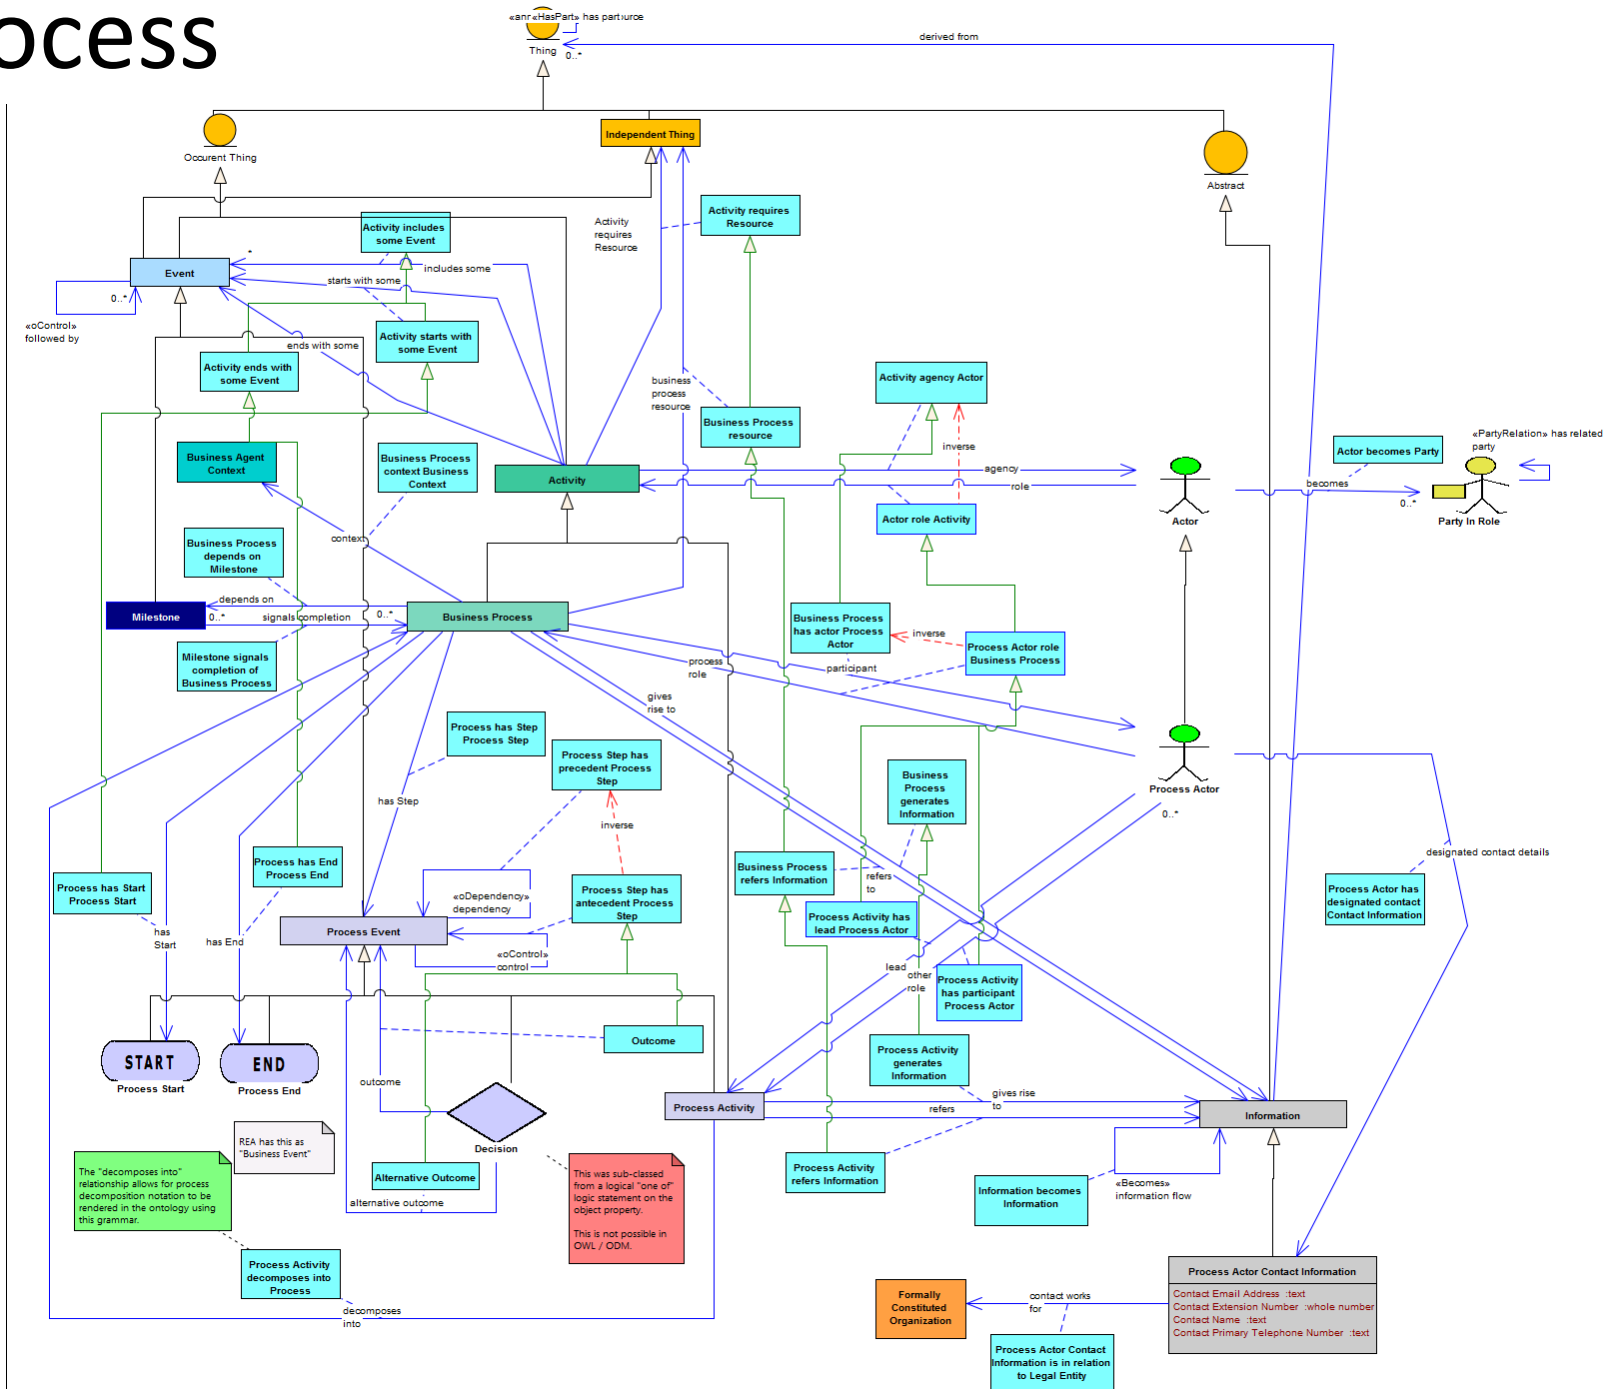 ocess
«anr «HasPart» has part ource
Thing
0..*
derived from
Occurent Thing
Independent Thing
Abstract
Activity includes
some Event
Activity
requires
Resource
Activity requires
Resource
Event
*
includes some
starts with some
0..*
«oControl»
followed by
Activity starts with
some Event
ends with some
Activity ends with
some Event
business
process
resource
Activity agency Actor
Business Process
resource
inverse
Business Agent
Context
Business Process
context Business
Context
Activity
agency
role
Actor
Actor becomes Party
becomes
0..*
«PartyRelation» has related
party
Party In Role
Actor role Activity
context
Business Process
depends on
Milestone
Milestone
depends on
0..*
signals completion
0..*
Business Process
Milestone signals
completion of
Business Process
Business Process
has actor Process
Actor
inverse
Process Actor role
Business Process
process
role
participant
gives
rise to
Process has Step
Process Step
Process Step has
precedent Process
Step
has Step
inverse
Business
Process
generates
Information
Process Actor
0..*
designated contact details
Process has Start
Process Start
Process has End
Process End
Business Process
refers Information
refers
to
Process Step has
antecedent Process
Step
«oDependency»
dependency
Process Activity has
lead Process Actor
Process Actor has
designated contact
Contact Information
has
Start
has End
Process Event
«oControl»
control
lead
other
role
Process Activity
has participant
Process Actor
START
Process Start
END
Process End
Outcome
outcome
Process Activity
generates
Information
Decision
Process Activity
gives rise
to
refers
Information
REA has this as
"Business Event"
The "decomposes into"
relationship allows for process
decomposition notation to be
rendered in the ontology using
this grammar.
Alternative Outcome
alternative outcome
This was sub-classed
from a logical "one of"
logic statement on the
object property.
This is not possible in
OWL / ODM.
Process Activity
refers Information
Information becomes
Information
«Becomes»
information flow
Process Activity
decomposes into
Process
decomposes
into
Formally
Constituted
Organization
contact works
for
Process Actor Contact
Information is in relation
to Legal Entity
Process Actor Contact Information
Contact Email Address :text
Contact Extension Number :whole number
Contact Name :text
Contact Primary Telephone Number :text